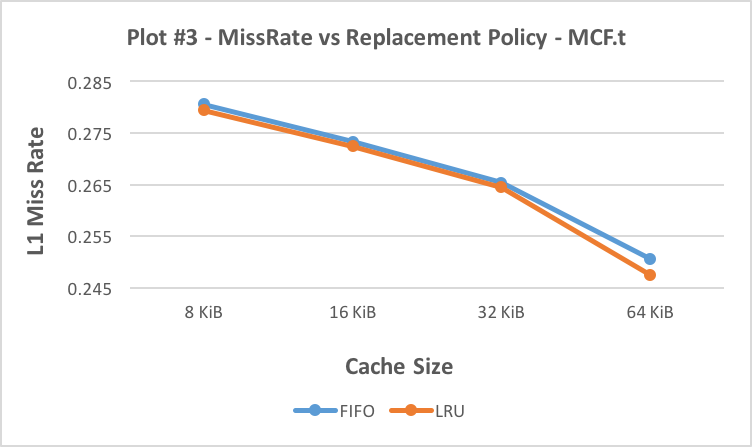 Plot #3 - MissRate vs Replacement Policy - MCF.t
0.285
0.275
0.265
0.255
0.245
L1 Miss Rate
8 KiB
16 KiB
32 KiB
64 KiB
Cache Size
FIFO
LRU